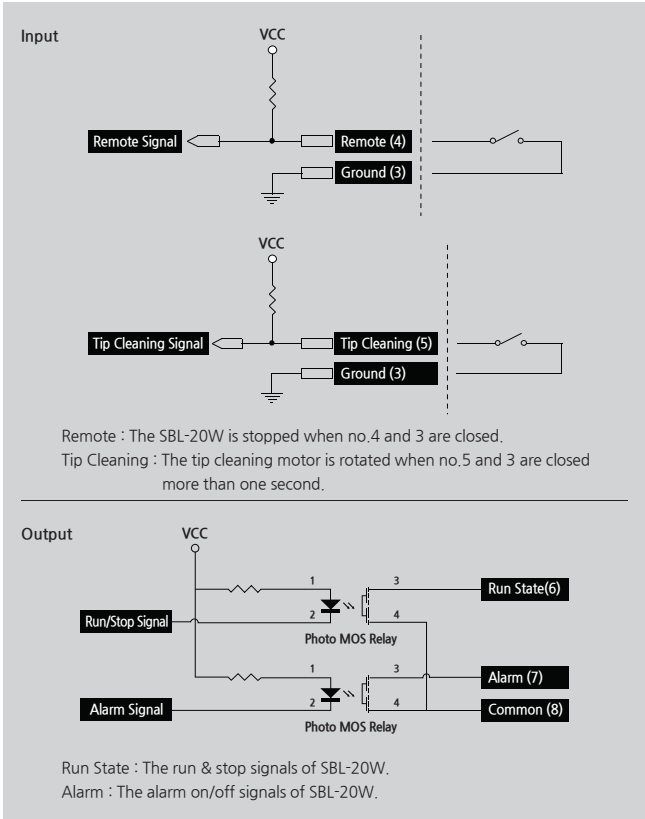 Input
VCC
Remote Signal
Remote (4)
Ground (3)
VCC
Tip Cleaning Signal
Tip Cleaning (5)
Ground (3)
Remote : The SBL-20W is stopped when no.4 and 3 are closed.
Tip Cleaning : The tip cleaning motor is rotated when no.5 and 3 are closed
more than one second.
Output
VCC
1
3
Run State(6)
Run/Stop Signal
2
4
Photo MOS Relay
1
3
Alarm (7)
Alarm Signal
2
4
Common (8)
Photo MOS Relay
Run State : The run & stop signals of SBL-20W.
Alarm : The alarm on/off signals of SBL-20W.